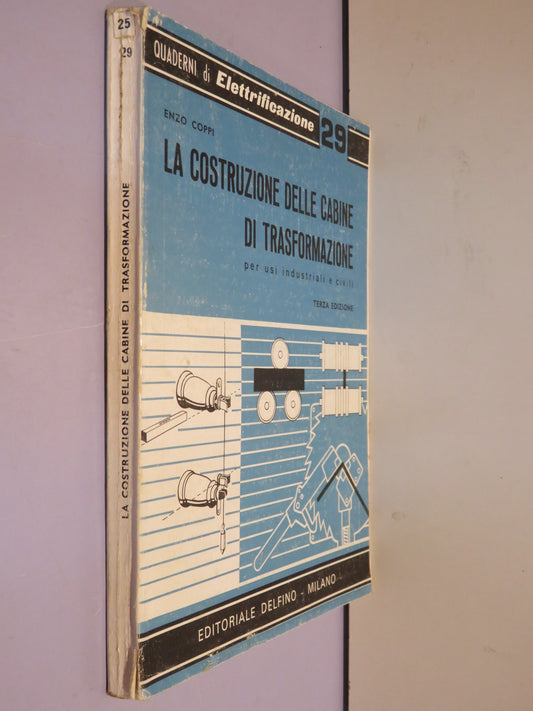 25
29
LA COSTRUZIONE DELLE CABINE DI TRASFORMAZIONE
QUADERNI di Elettrificazione 29
ENZO COPPI
LA COSTRUZIONE DELLE CABINE
DI TRASFORMAZIONE
per usi industriali e civili
TERZA EDIZIONE
EDITORIALE DELFINO - MILANO